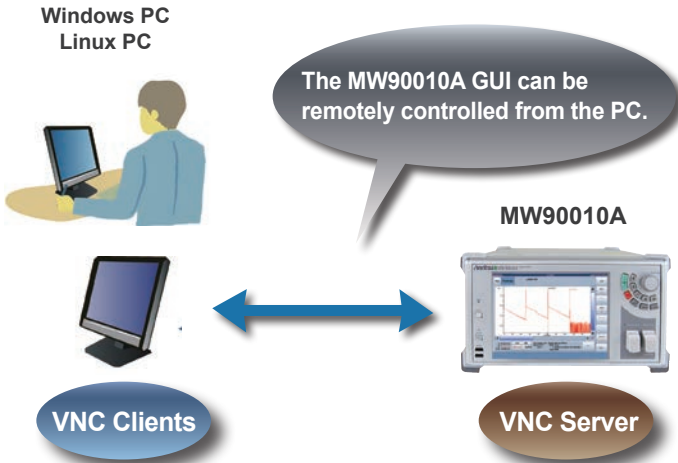 Windows PC
Linux PC
The MW90010A GUI can be
remotely controlled from the PC.
MW90010A
VNC Clients
VNC Server